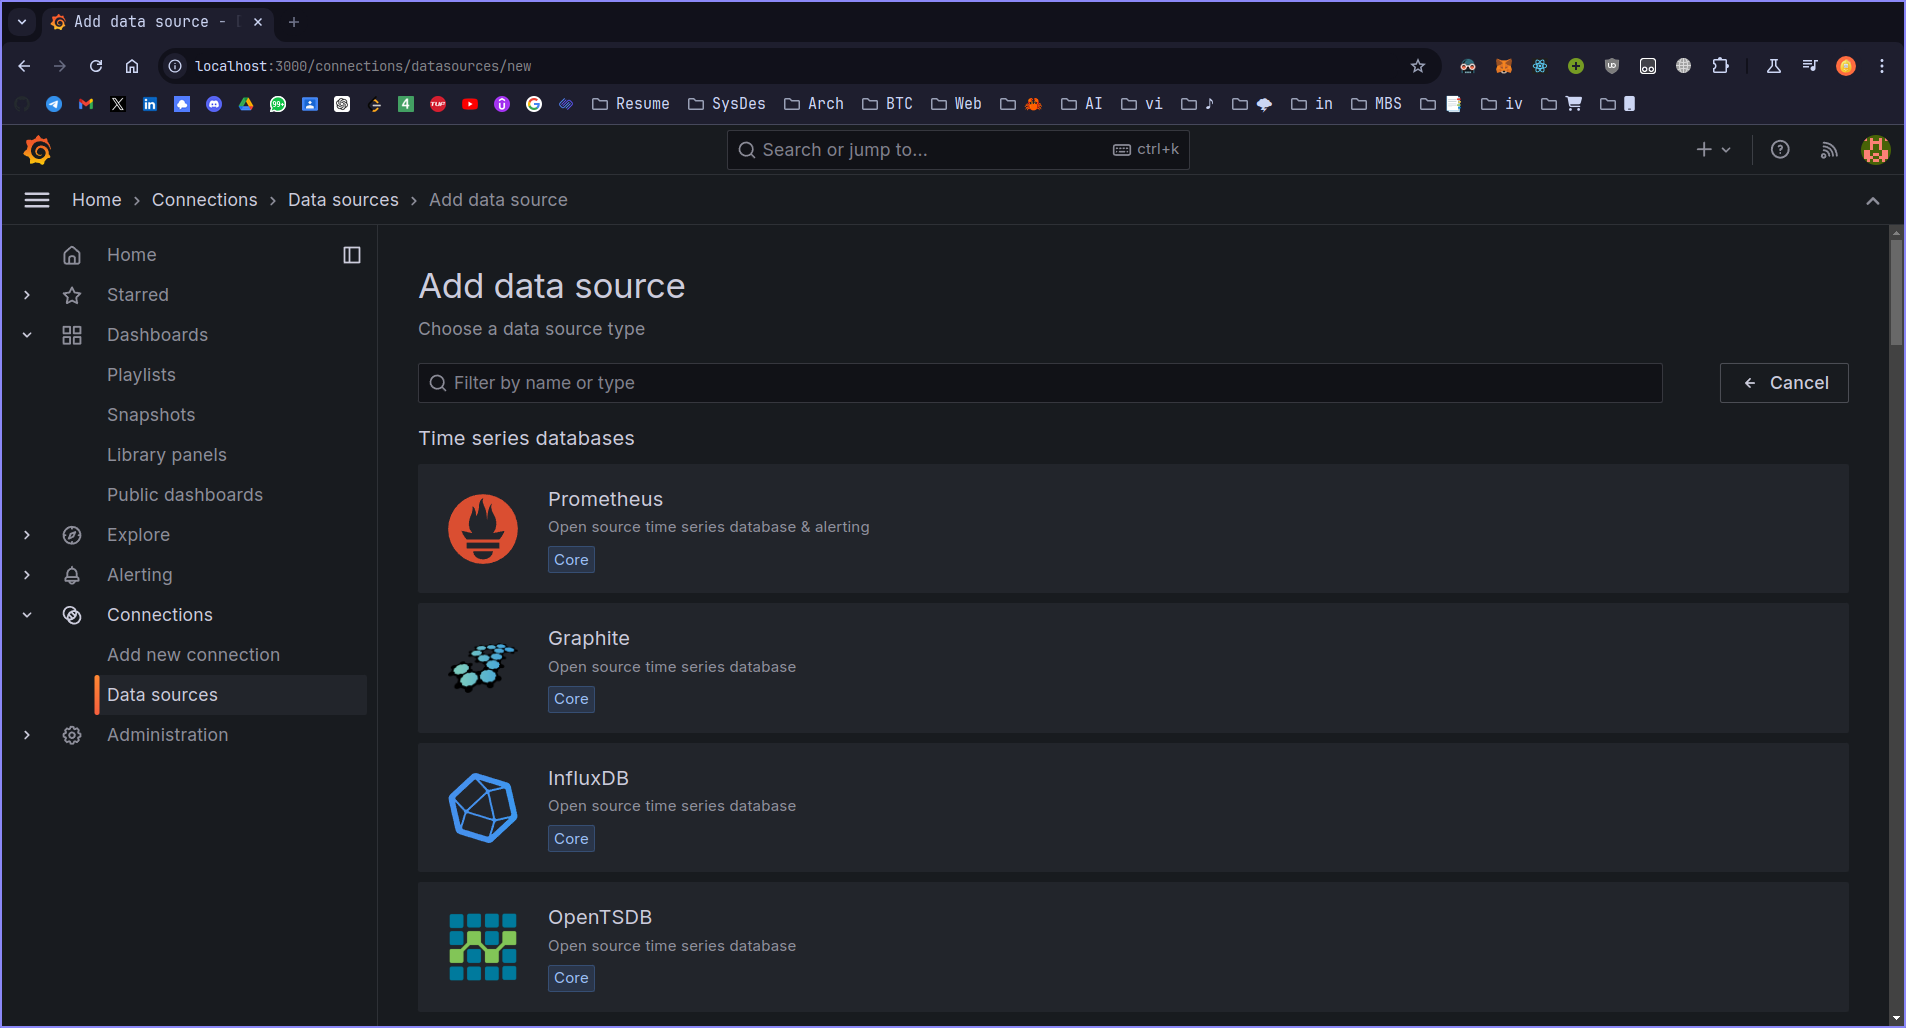 Add data source -
localhost:3000/connections/datasources/new
99+
4
TUF
Resume
SysDes
Arch
BTC
Web
AI
vi
in
MBS
iv
Search or jump to...
ctrl+k
Home
Connections
Data sources
Add data source
Home
Starred
Dashboards
Playlists
Snapshots
Library panels
Public dashboards
Explore
Alerting
Connections
Add new connection
Data sources
Administration
Add data source
Choose a data source type
Filter by name or type
Cancel
Time series databases
Prometheus
Open source time series database & alerting
Core
Graphite
Open source time series database
Core
InfluxDB
Open source time series database
Core
OpenTSDB
Open source time series database
Core